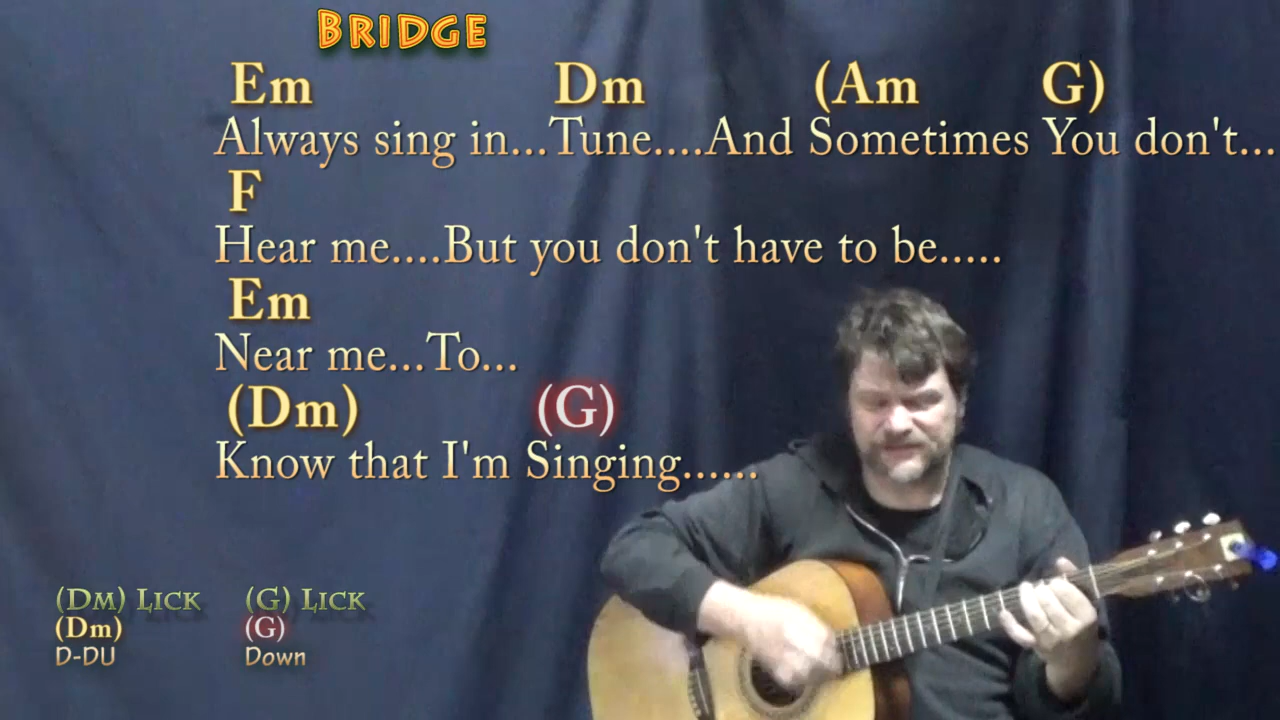 BRIDGE
Em Dm (Am G)
Always sing in...Tune....And Sometimes You don't...
F
Hear me....But you don't have to be.....
Em
Near me...To...
(Dm) (G)
Know that I'm Singing......
(Dm) Lick (G) Lick
(Dm) (G)
D-DU Down